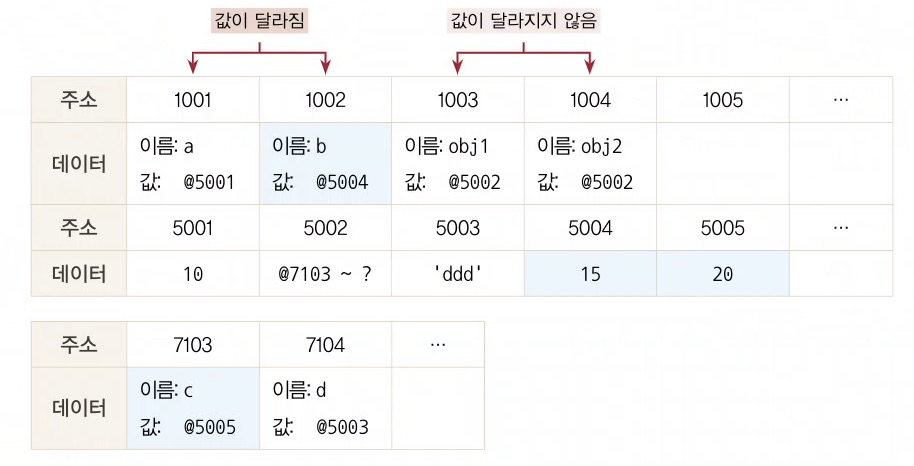 값이 달라짐 값이 달라지지 않음
주소 1001 1002 1003 1004 1005 ⋯
데이터 이름: a 이름: b 이름: obj1 이름: obj2
값: @5001 값: @5004 값: @5002 값: @5002
주소 5001 5002 5003 5004 5005 ⋯
데이터 10 @7103 ~ ? 'ddd' 15 20
주소 7103 7104 ⋯
데이터 이름: c 이름: d
값: @5005 값: @5003